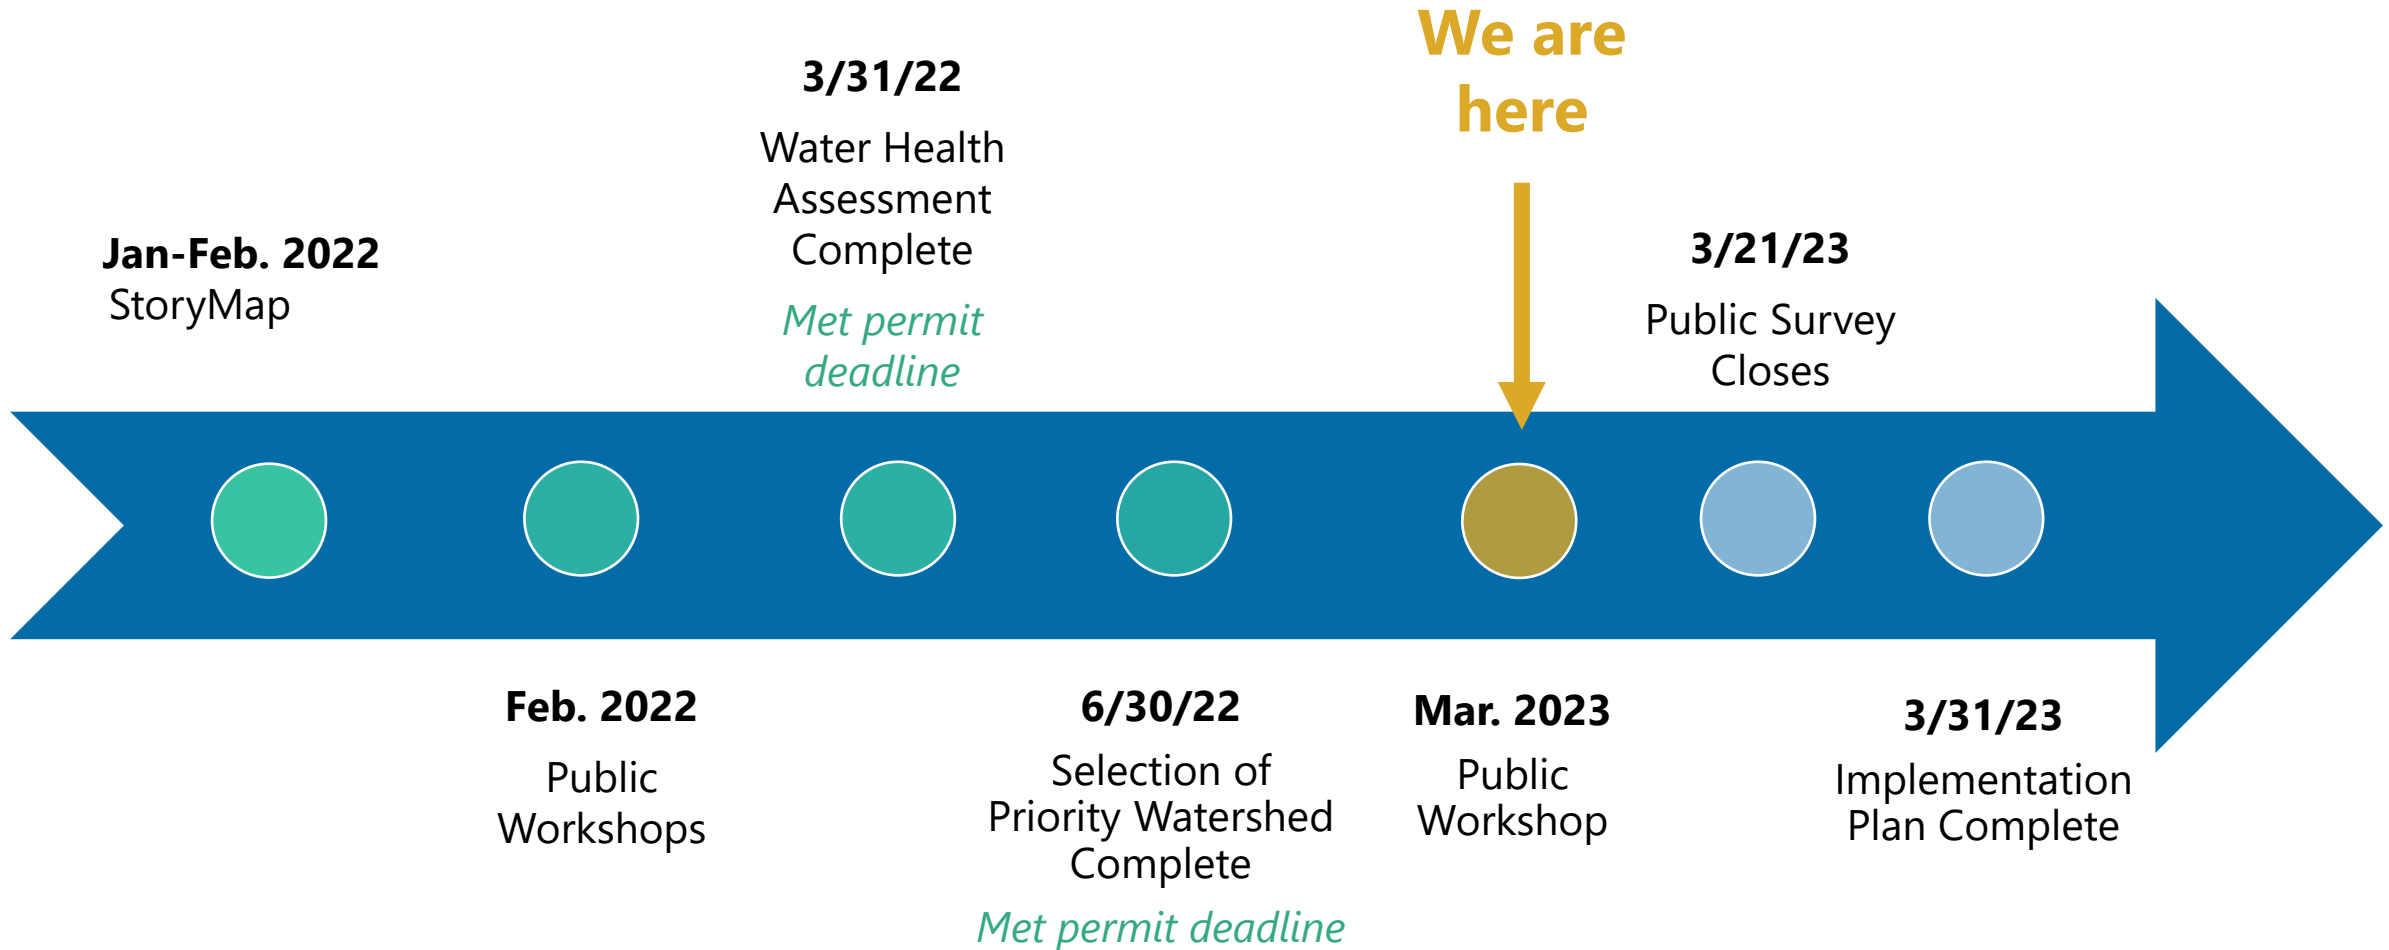 Jan-Feb. 2022
StoryMap
Feb. 2022
Public
Workshops
3/31/22
Water Health
Assessment
Complete
Met permit
deadline
6/30/22
Selection of
Priority Watershed
Complete
Met permit deadline
We are
here
Mar. 2023
Public
Workshop
3/21/23
Public Survey
Closes
3/31/23
Implementation
Plan Complete